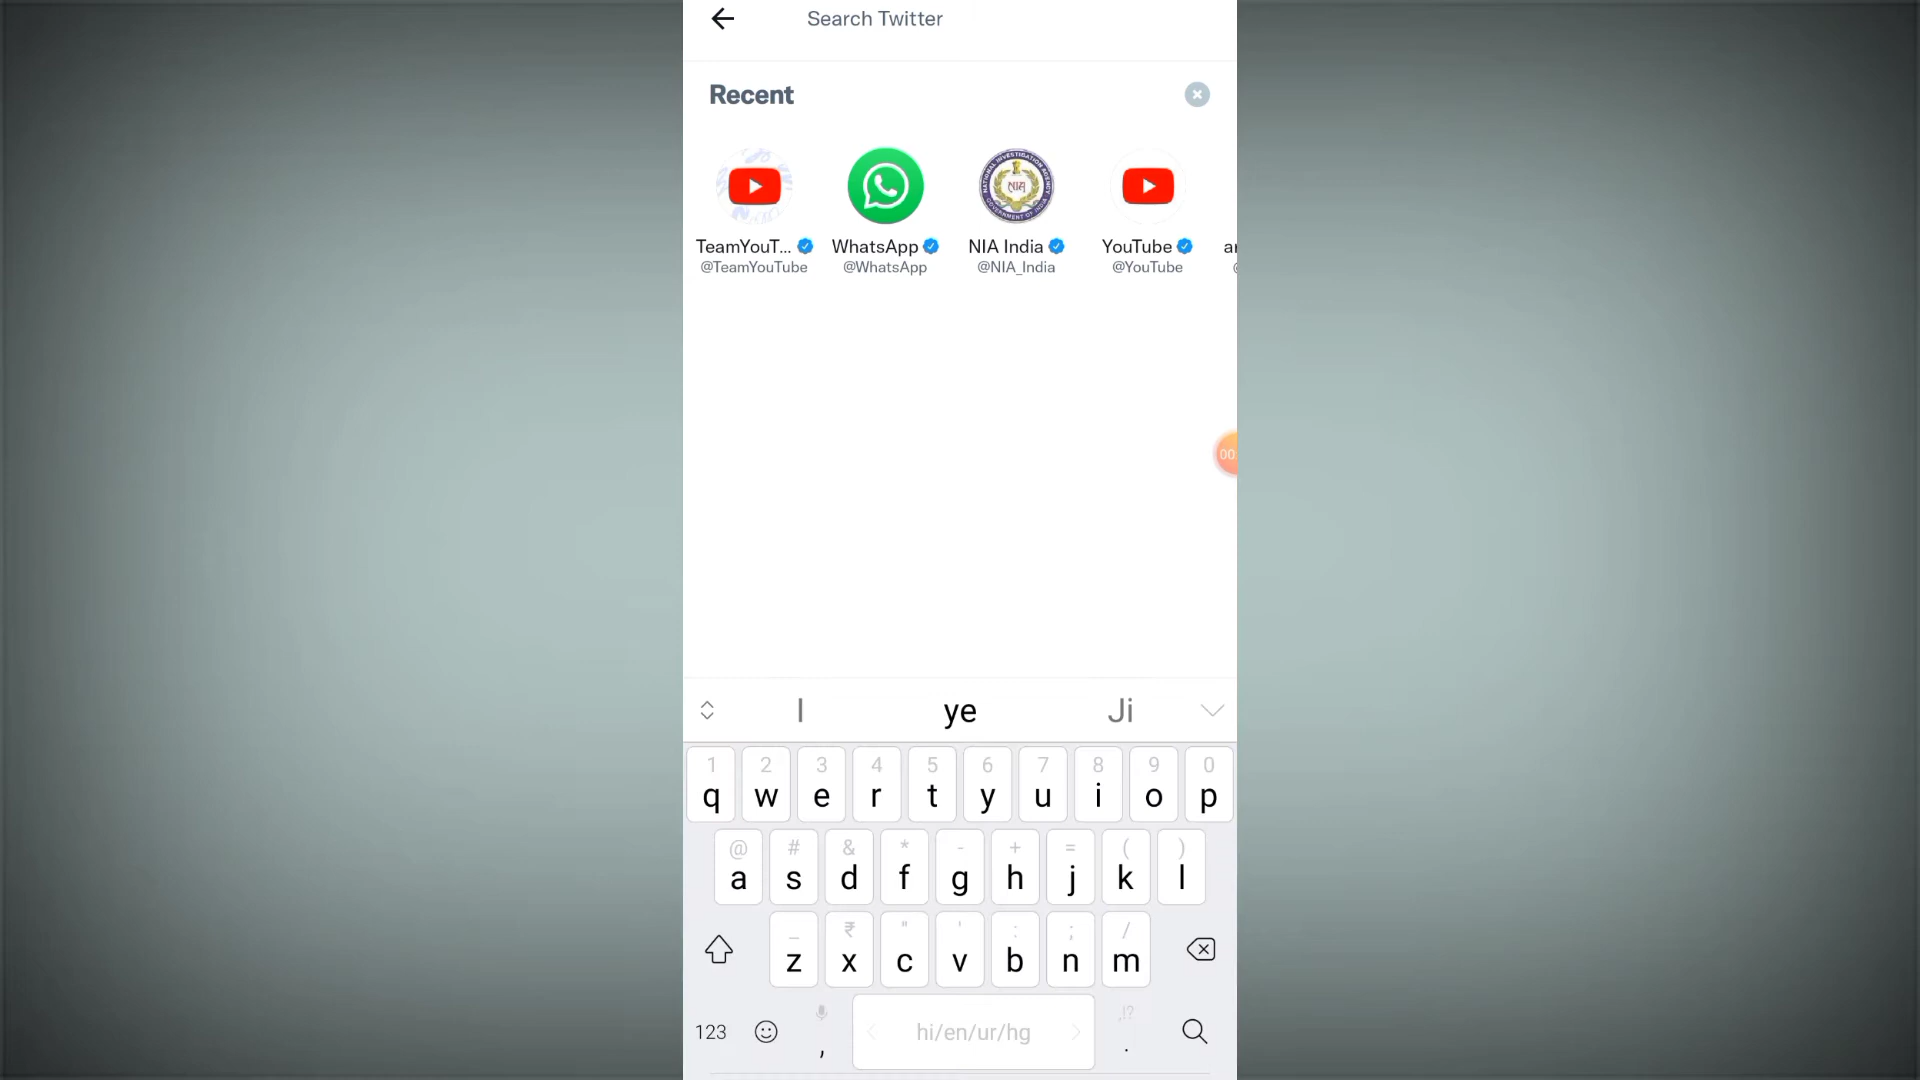 Search Twitter
Recent
TeamYouT... WhatsApp NIA India YouTube
@TeamYouTube @WhatsApp @NIA_India @YouTube
00
I ye Ji
1 2 3 4 5 6 7 8 9 0
q w e r t y u i o p
@ # & * - + = ( )
a s d f g h j k l
_ ₹ " ' : ; /
z x c v b n m
,!?
123 , hi/en/ur/hg .